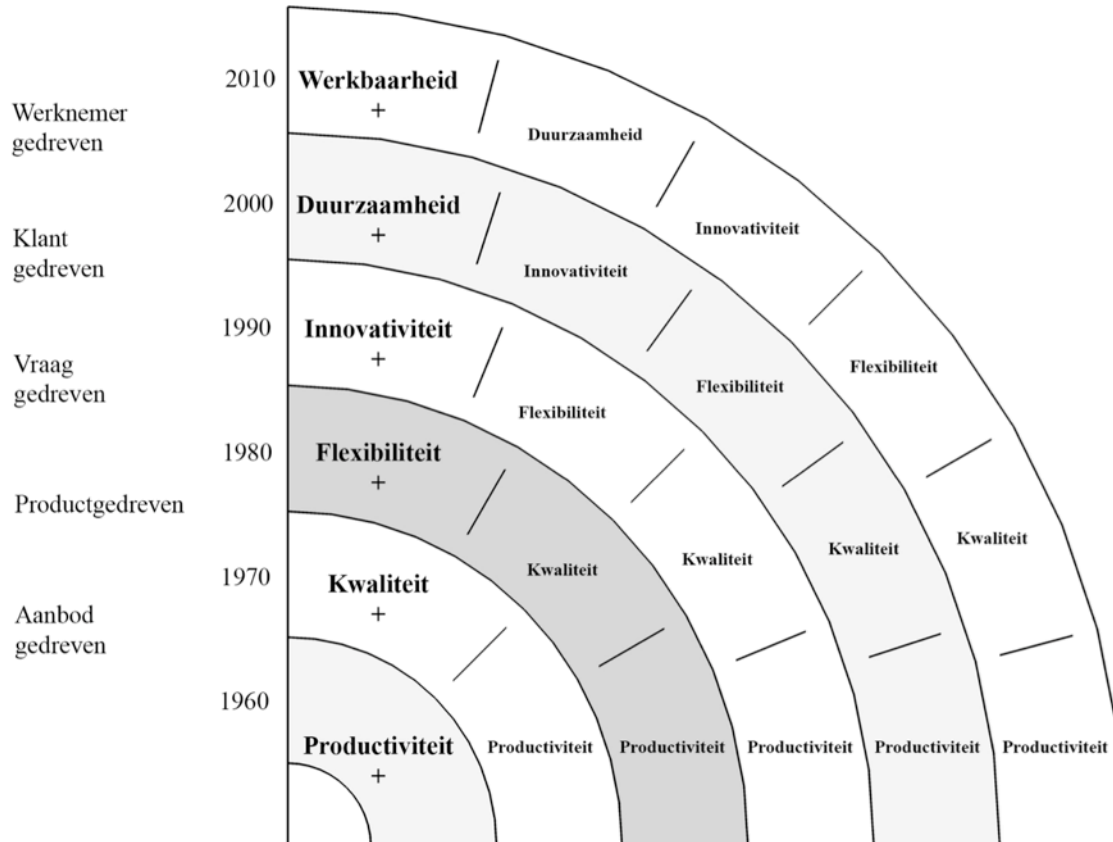 2010
Werkbaarheid
+
Werknemer
gedreven
Duurzaamheid
Innovativiteit
Flexibiliteit
Kwaliteit
Productiviteit
2000
Duurzaamheid
+
Klant
gedreven
Innovativiteit
Flexibiliteit
Kwaliteit
Productiviteit
1990
Innovativiteit
+
Vraag
gedreven
Flexibiliteit
Kwaliteit
Productiviteit
1980
Flexibiliteit
+
Productgedreven
Kwaliteit
Productiviteit
1970
Kwaliteit
+
Aanbod
gedreven
Productiviteit
1960
Productiviteit
+